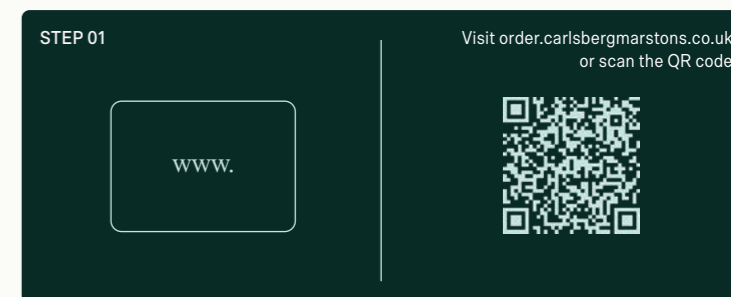 STEP 01
www.
Visit order.carlsbergmarstons.co.uk
or scan the QR code